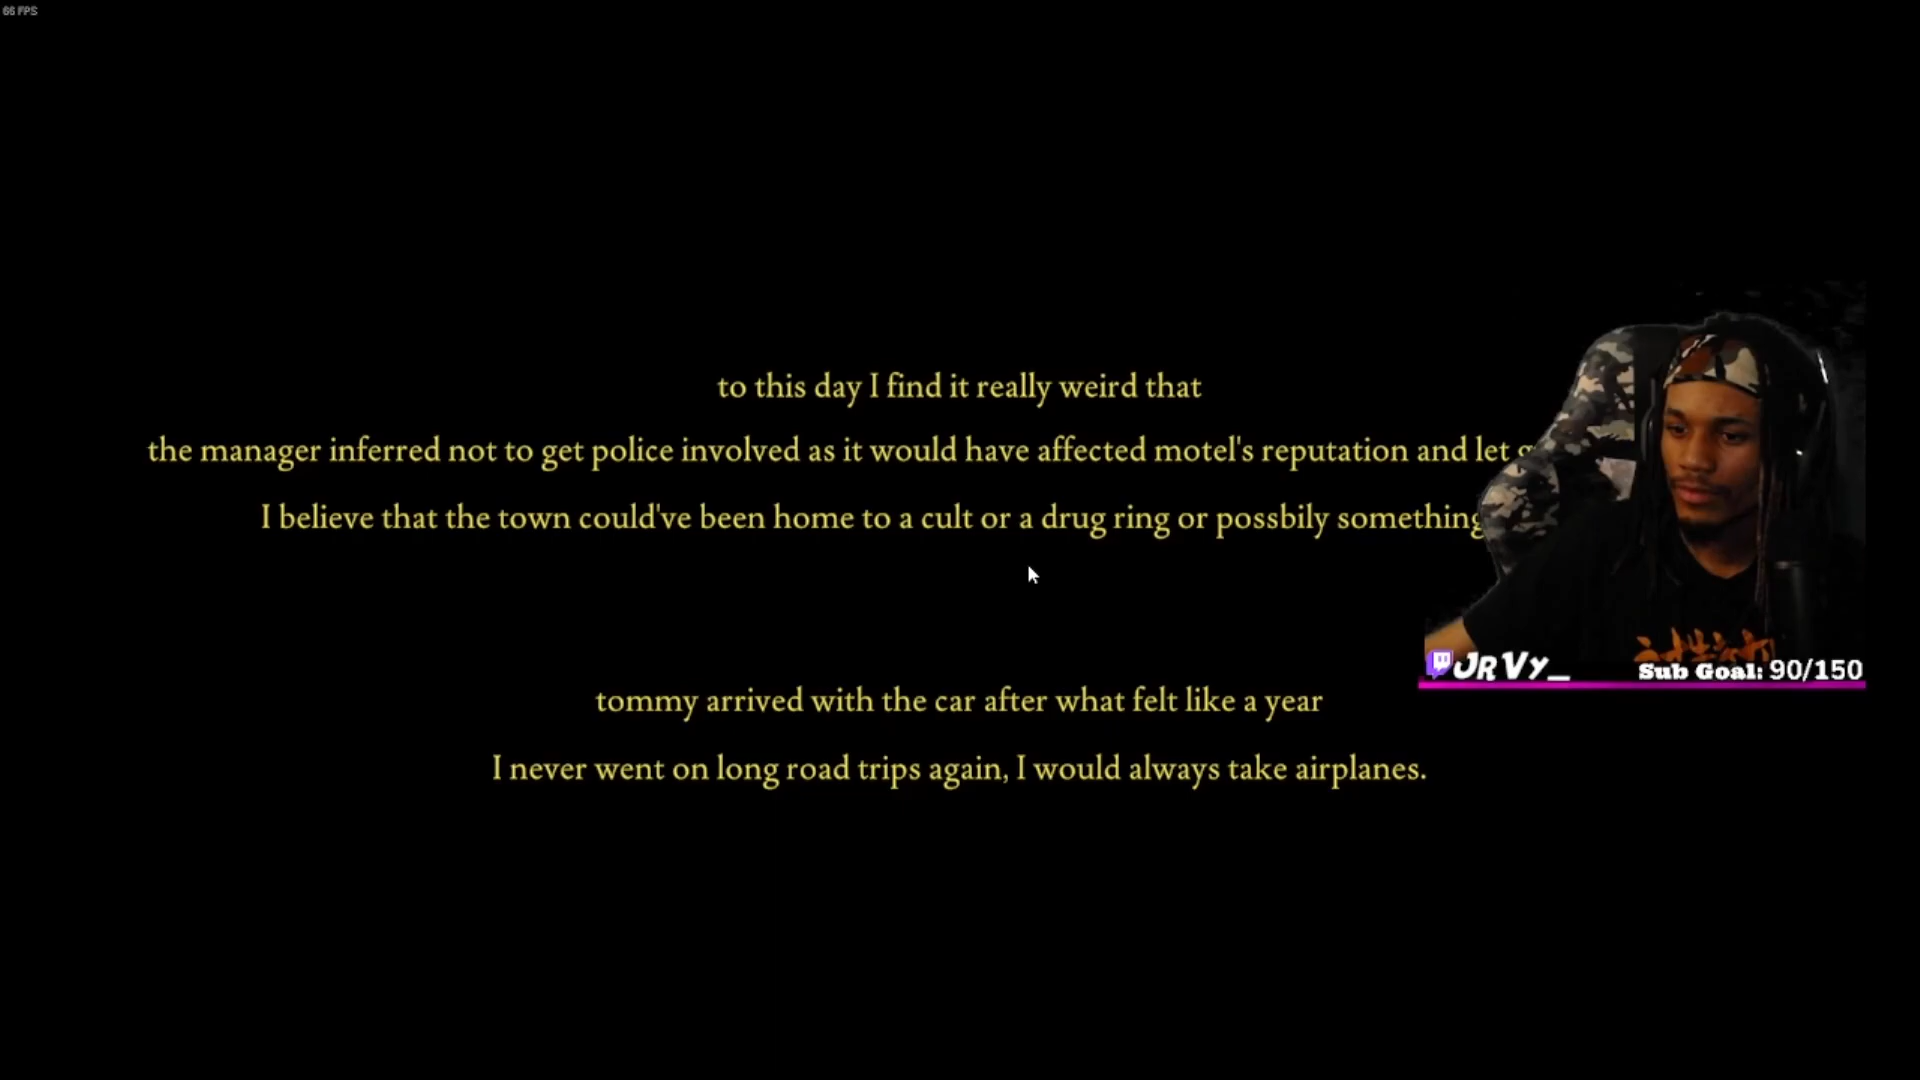 66 FPS
to this day I find it really weird that
the manager inferred not to get police involved as it would have affected motel's reputation and let
I believe that the town could've been home to a cult or a drug ring or possbily something
tommy arrived with the car after what felt like a year
I never went on long road trips again, I would always take airplanes.
JRVY_
Sub Goal: 90/150